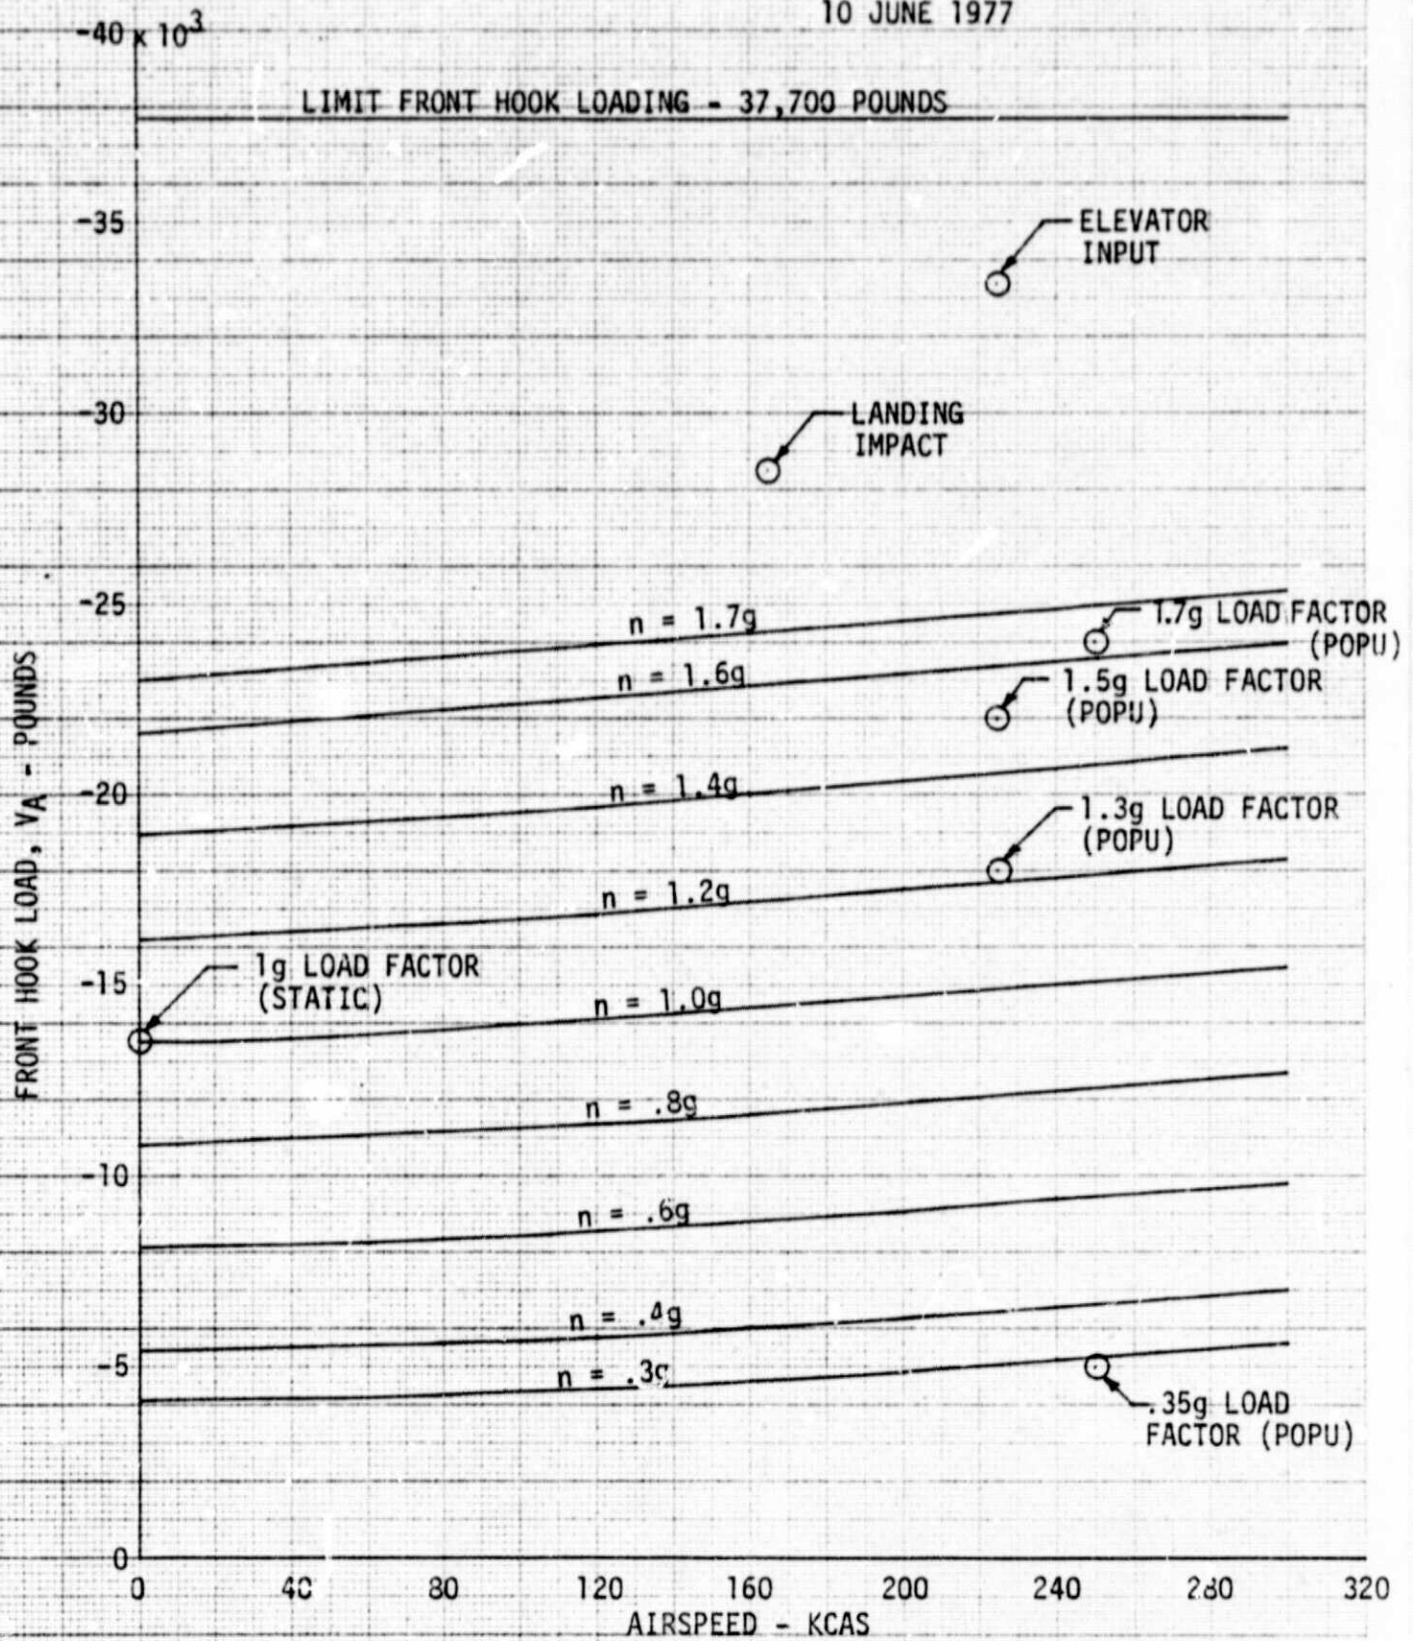 10 JUNE 1977
-40 x 10³
LIMIT FRONT HOOK LOADING - 37,700 POUNDS
-35
ELEVATOR
INPUT
-30
LANDING
IMPACT
-25
n = 1.7g
1.7g LOAD FACTOR
(POPU)
n = 1.6g
1.5g LOAD FACTOR
(POPU)
-20
n = 1.4g
1.3g LOAD FACTOR
(POPU)
n = 1.2g
-15
1g LOAD FACTOR
(STATIC)
n = 1.0g
n = .8g
-10
n = .6g
n = .4g
-5
n = .3g
.35g LOAD
FACTOR (POPU)
0
FRONT HOOK LOAD, VA - POUNDS
0 40 80 120 160 200 240 280 320
AIRSPEED - KCAS